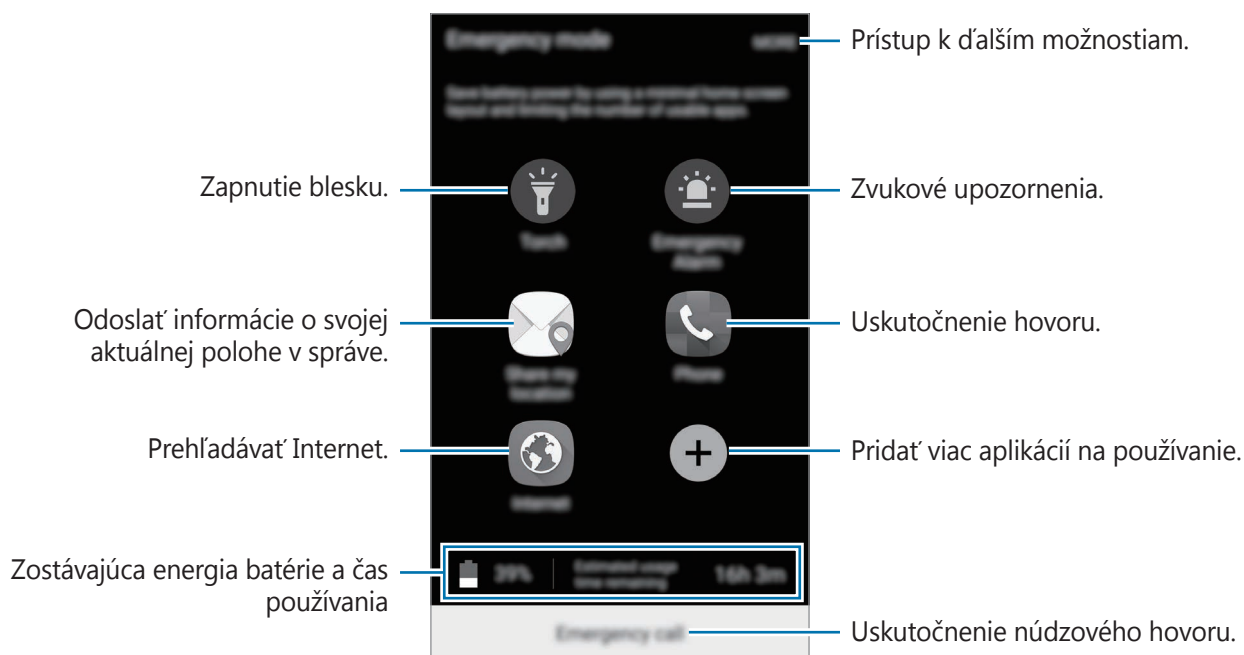 Emergency mode
MORE
Prístup k ďalším možnostiam.
Save battery power by using a minimal home screen
layout and limiting the number of usable apps.
Zapnutie blesku.
Zvukové upozornenia.
Torch
Emergency
Alarm
Odoslať informácie o svojej
aktuálnej polohe v správe.
Uskutočnenie hovoru.
Share my
location
Phone
Prehľadávať Internet.
Pridať viac aplikácií na používanie.
Internet
Zostávajúca energia batérie a čas
používania
39%
Estimated usage
time remaining
16h 3m
Emergency call
Uskutočnenie núdzového hovoru.